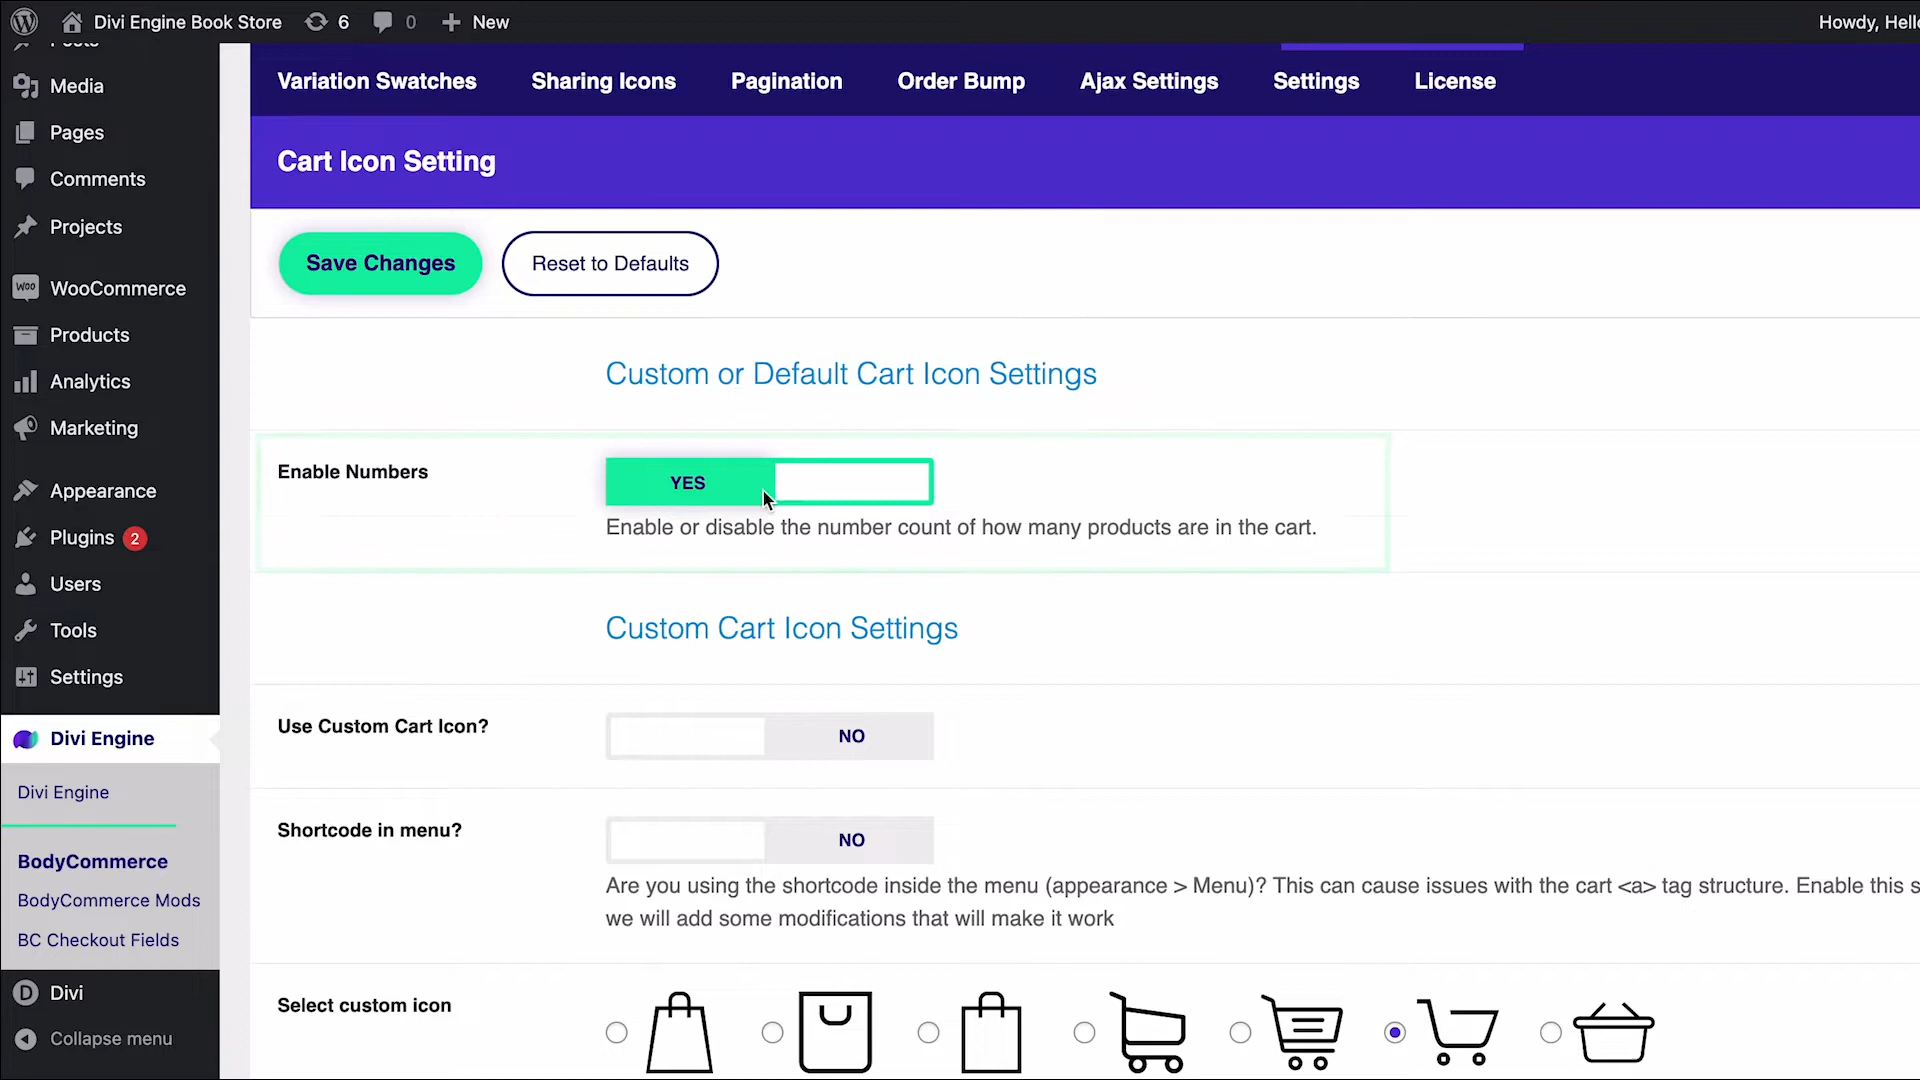 Divi Engine Book Store 6 0 New Howdy, Hello
Posts
Media
Pages
Comments
Projects
WooCommerce
Products
Analytics
Marketing
Appearance
Plugins 2
Users
Tools
Settings
Divi Engine
Divi Engine
BodyCommerce
BodyCommerce Mods
BC Checkout Fields
Divi
Collapse menu
Variation Swatches Sharing Icons Pagination Order Bump Ajax Settings Settings License
Cart Icon Setting
Save Changes Reset to Defaults
Custom or Default Cart Icon Settings
Enable Numbers YES
Enable or disable the number count of how many products are in the cart.
Custom Cart Icon Settings
Use Custom Cart Icon? NO
Shortcode in menu? NO
Are you using the shortcode inside the menu (appearance > Menu)? This can cause issues with the cart <a> tag structure. Enable this s
we will add some modifications that will make it work
Select custom icon